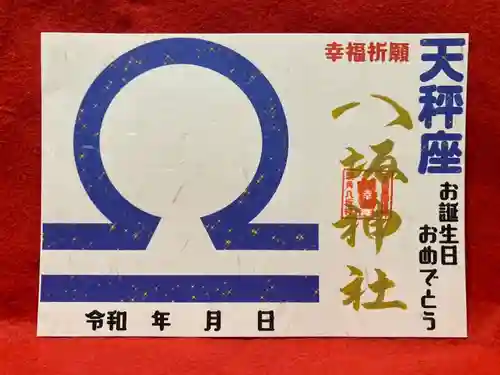 天秤座
お誕生日
おめでとう
幸福祈願
八坂神社
令和 年 月 日